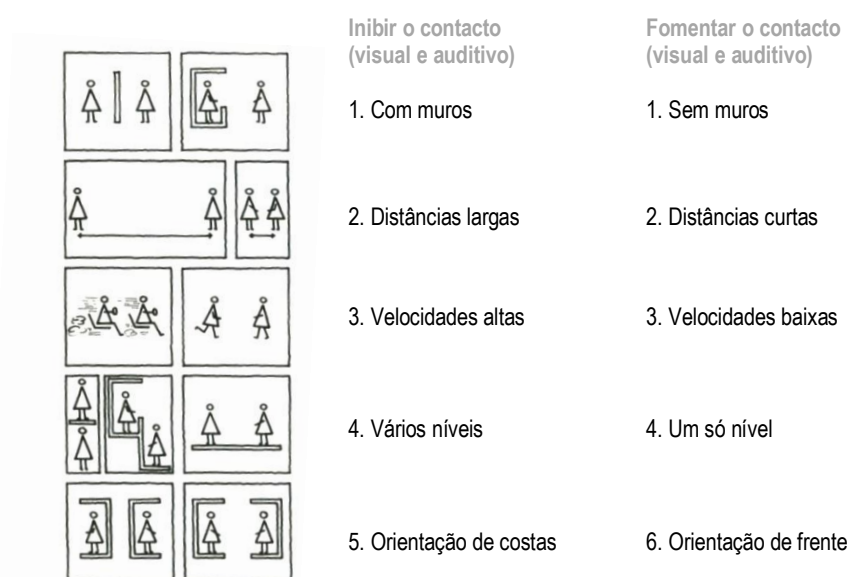 Inibir o contacto
(visual e auditivo)
Fomentar o contacto
(visual e auditivo)
1. Com muros
1. Sem muros
2. Distâncias largas
2. Distâncias curtas
3. Velocidades altas
3. Velocidades baixas
4. Vários níveis
4. Um só nível
5. Orientação de costas
6. Orientação de frente